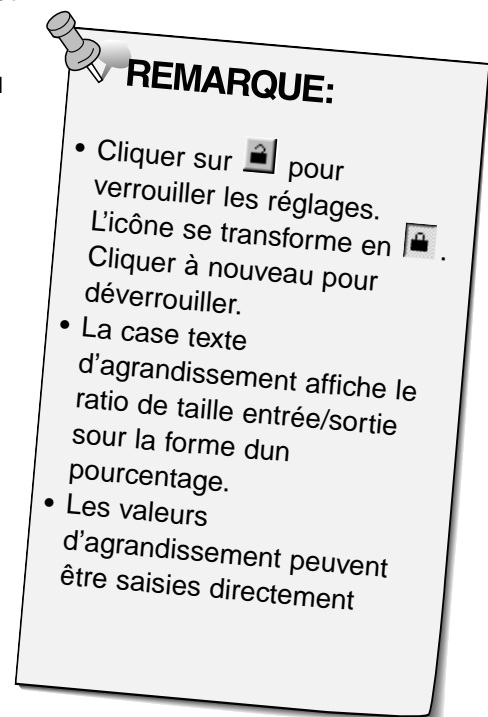 REMARQUE:
• Cliquer sur pour
verrouiller les réglages.
L'icône se transforme en .
Cliquer à nouveau pour
déverrouiller.
• La case texte
d'agrandissement affiche le
ratio de taille entrée/sortie
sour la forme dun
pourcentage.
• Les valeurs
d'agrandissement peuvent
être saisies directement